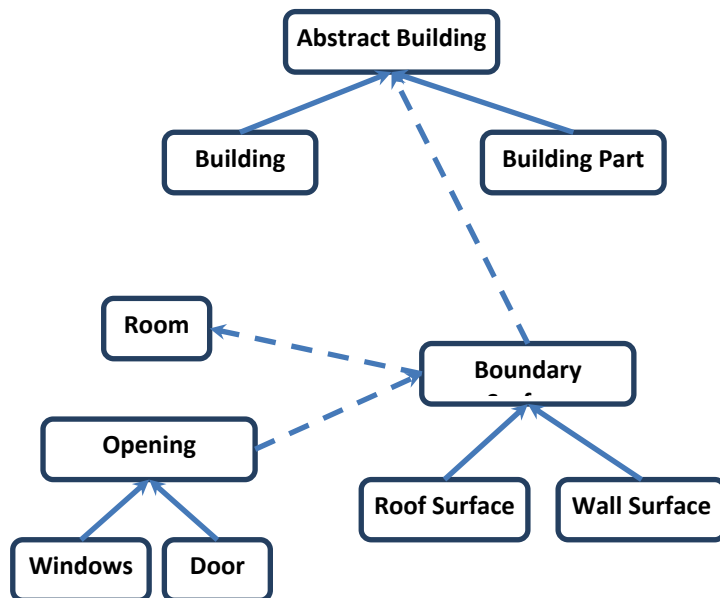 Abstract Building
Building
Building Part
Room
Boundary
Opening
Roof Surface
Wall Surface
Windows
Door